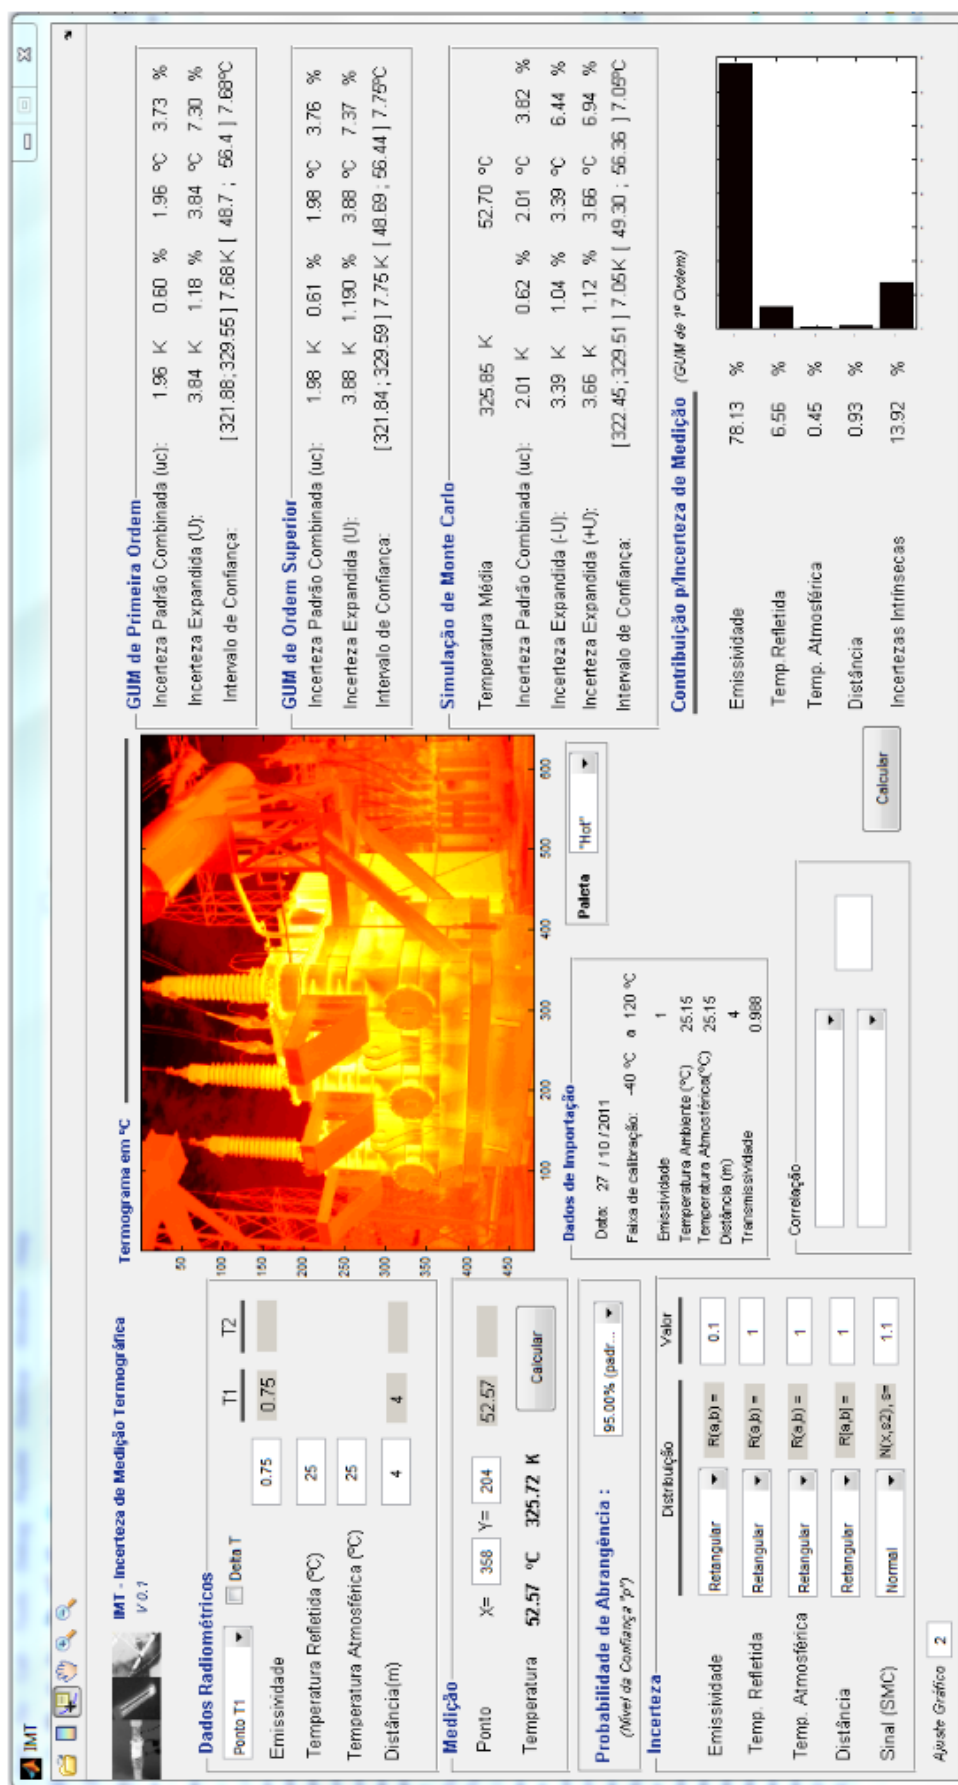 IMT
IMT - Incerteza de Medição Termográfica
V 0.1
Dados Radiométricos
Ponto T1
Delta T
T1
T2
Emissividade 0.75 0.75
Temperatura Refletida (ºC) 25
Temperatura Atmosférica (ºC) 25
Distância(m) 4 4
Medição
Ponto X= 358 Y= 204 52.57
Temperatura 52.57 ºC 325.72 K Calcular
Probabilidade de Abrangência :
(Nível da Confiança "p")
95.00% (padr...
Incerteza
Distribuição Valor
Emissividade Retangular R(a,b) = 0.1
Temp. Refletida Retangular R(a,b) = 1
Temp. Atmosférica Retangular R(a,b) = 1
Distância Retangular R[a,b] = 1
Sinal (SMC) Normal N(x,s2), s= 1.1
Ajuste Gráfico 2
Termograma em ºC
50
100
150
200
250
300
350
400
450
100 200 300 400 500 600
Dados de Importação
Data: 27 / 10 / 2011
Faixa de calibração: -40 ºC a 120 ºC
Emissividade 1
Temperatura Ambiente (ºC) 25.15
Temperatura Atmosférica(ºC) 25.15
Distância (m) 4
Transmissividade 0.988
Paleta "Hot"
Correlação
Calcular
GUM de Primeira Ordem
Incerteza Padrão Combinada (uc): 1.96 K 0.60 % 1.96 ºC 3.73 %
Incerteza Expandida (U): 3.84 K 1.18 % 3.84 ºC 7.30 %
Intervalo de Confiança: [321.88; 329.55 ] 7.68 K [ 48.7 ; 56.4 ] 7.68ºC
GUM de Ordem Superior
Incerteza Padrão Combinada (uc): 1.98 K 0.61 % 1.98 ºC 3.76 %
Incerteza Expandida (U): 3.88 K 1.190 % 3.88 ºC 7.37 %
Intervalo de Confiança: [321.84 ; 329.59 ] 7.75 K [ 48.69 ; 56.44 ] 7.75ºC
Simulação de Monte Carlo
Temperatura Média 325.85 K 52.70 ºC
Incerteza Padrão Combinada (uc): 2.01 K 0.62 % 2.01 ºC 3.82 %
Incerteza Expandida (-U): 3.39 K 1.04 % 3.39 ºC 6.44 %
Incerteza Expandida (+U): 3.66 K 1.12 % 3.66 ºC 6.94 %
Intervalo de Confiança: [322.45 ; 329.51 ] 7.05K [ 49.30 ; 56.36 ] 7.05ºC
Contribuição p/Incerteza de Medição (GUM de 1ª Ordem)
Emissividade 78.13 %
Temp.Refletida 6.56 %
Temp. Atmosférica 0.45 %
Distância 0.93 %
Incertezas Intrínsecas 13.92 %